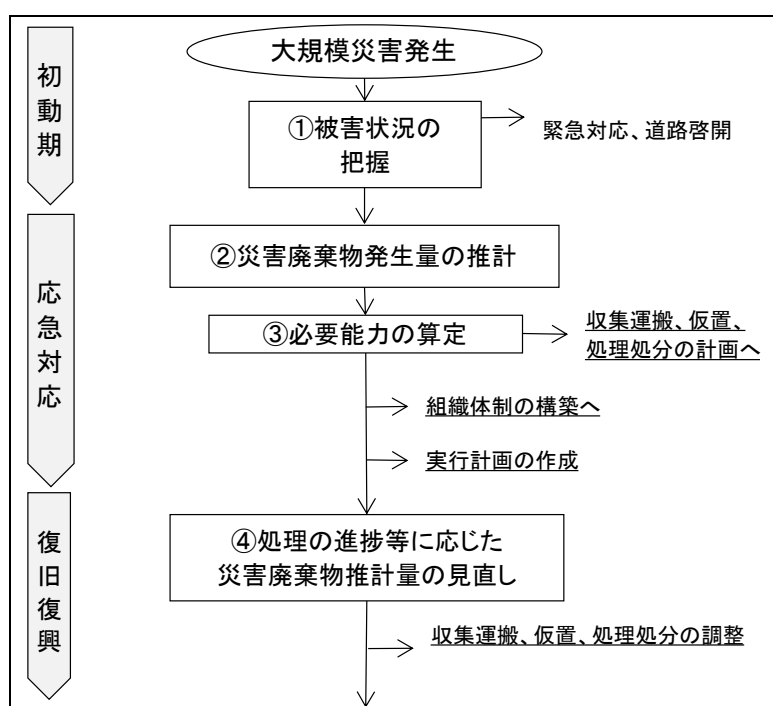 大規模災害発生
初動期
①被害状況の
把握
緊急対応、道路啓開
②災害廃棄物発生量の推計
応急対応
③必要能力の算定
収集運搬、仮置、
処理処分の計画へ
組織体制の構築へ
実行計画の作成
復旧復興
④処理の進捗等に応じた
災害廃棄物推計量の見直し
収集運搬、仮置、処理処分の調整